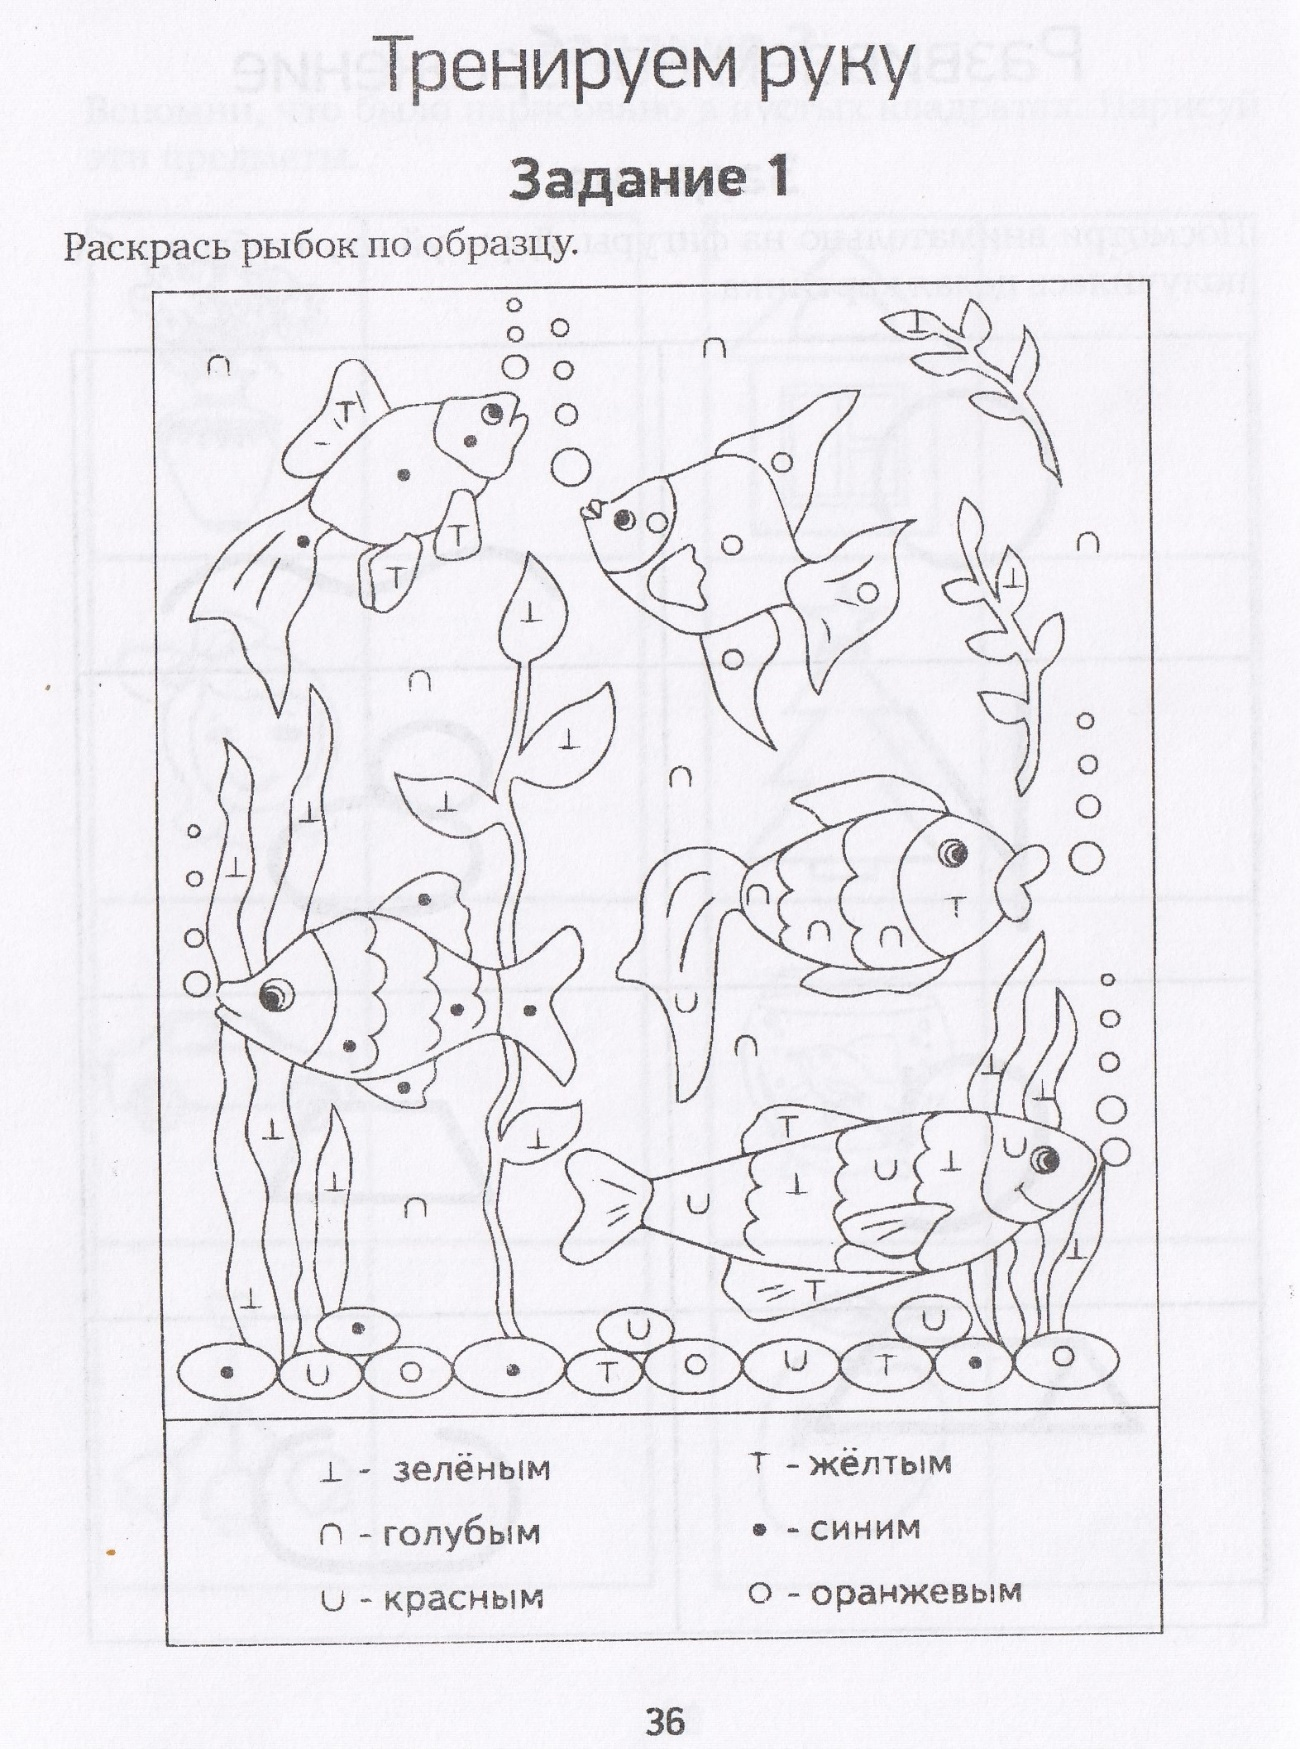 Тренируем руку
Задание 1
Раскрась рыбок по образцу.
⊥ - зелёным
∩ - голубым
∪ - красным
т - жёлтым
• - синим
○ - оранжевым
36